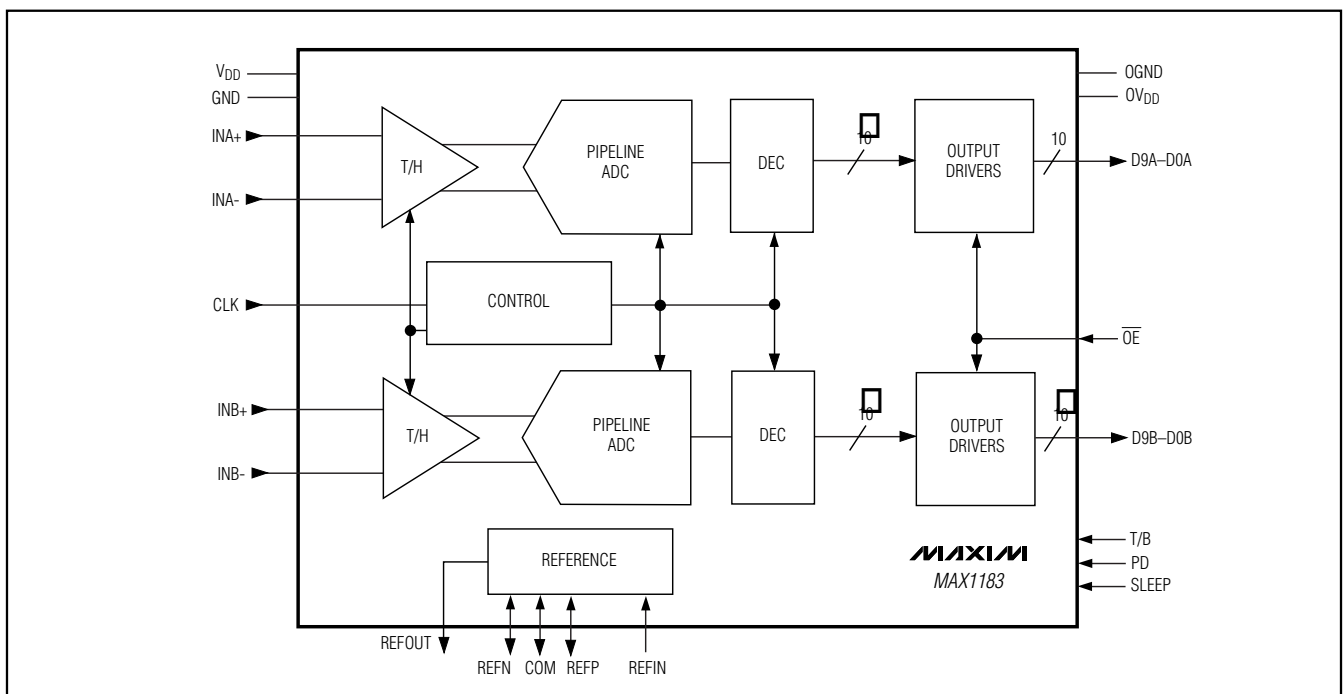 VDD
GND
OGND
OVDD
INA+
INA-
T/H
PIPELINE
ADC
DEC
10
OUTPUT
DRIVERS
10
D9A–D0A
CLK
CONTROL
OE
INB+
INB-
T/H
PIPELINE
ADC
DEC
10
OUTPUT
DRIVERS
10
D9B–D0B
REFERENCE
MAXIM
MAX1183
T/B
PD
SLEEP
REFOUT
REFN COM REFP REFIN